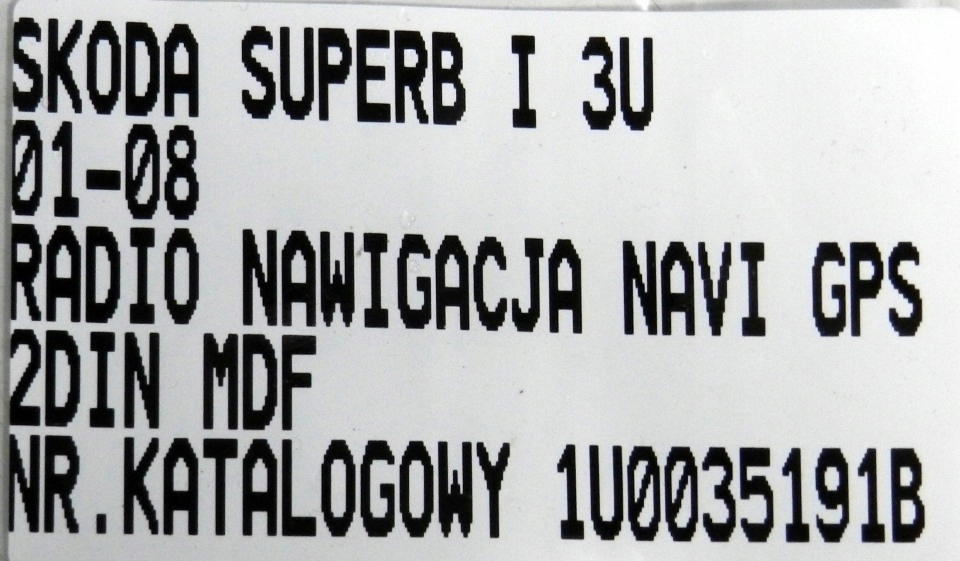 SKODA SUPERB I 3U
01-08
RADIO NAWIGACJA NAVI GPS
2DIN MDF
NR.KATALOGOWY 1U0035191B